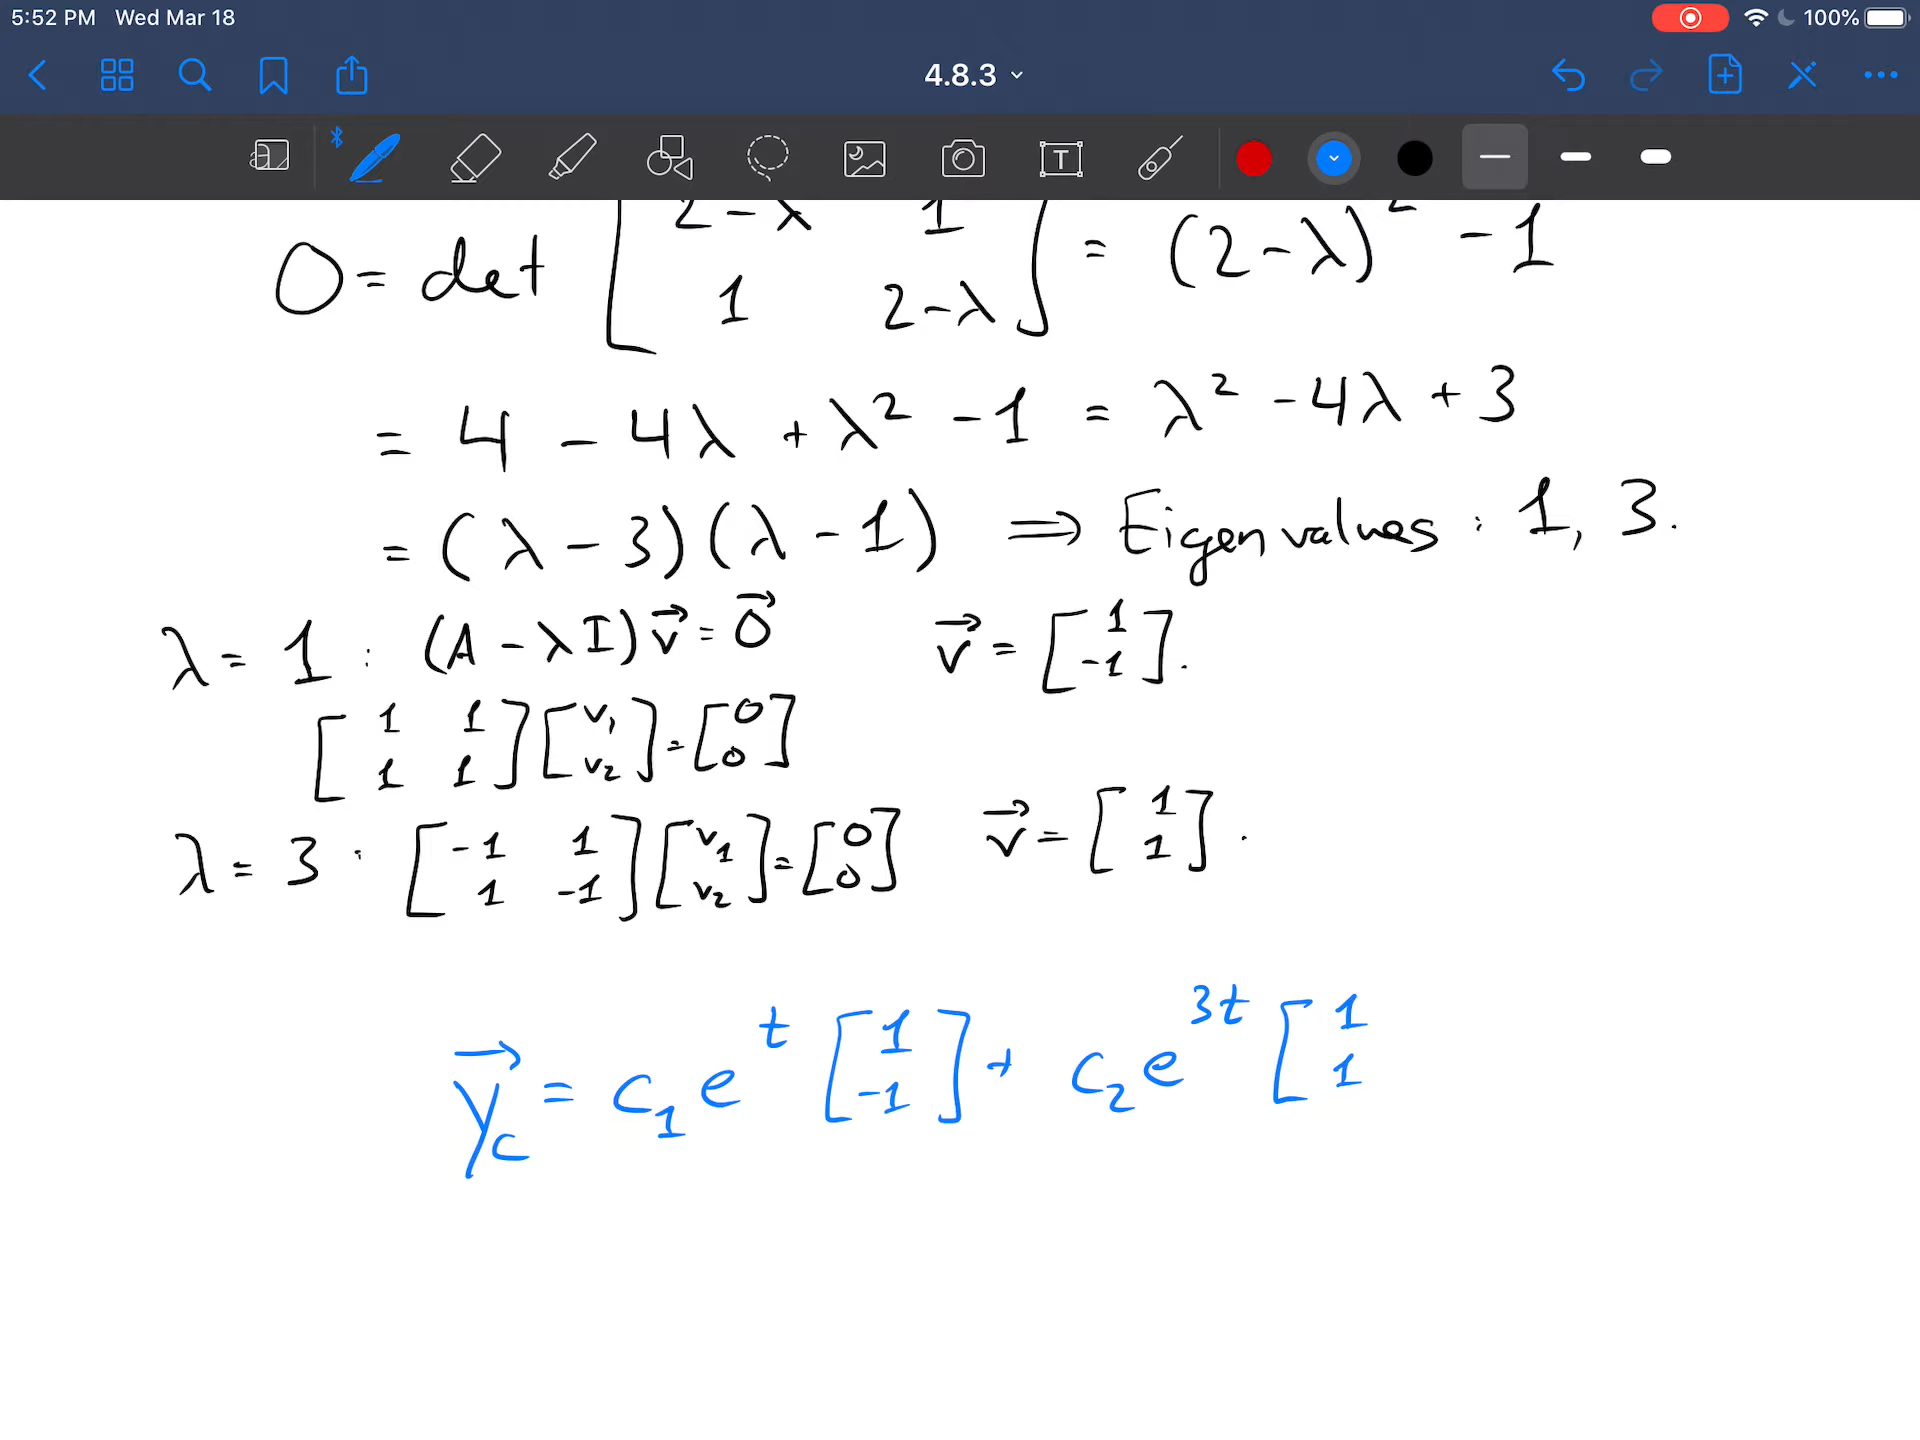 5:52 PM Wed Mar 18 100%
4.8.3
T
0 = det [ 2-λ 1
1 2-λ ] = (2-λ)² - 1
= 4 - 4λ + λ² - 1 = λ² - 4λ + 3
= (λ - 3)(λ - 1) ⟹ Eigenvalues : 1, 3.
λ = 1 : (A - λI)v⃗ = 0⃗ v⃗ = [ 1
-1 ].
[ 1 1
1 1 ] [ v₁
v₂ ] = [ 0
0 ]
λ = 3 : [ -1 1
1 -1 ] [ v₁
v₂ ] = [ 0
0 ] v⃗ = [ 1
1 ].
y⃗c = c₁ e^t [ 1
-1 ] + c₂ e^3t [ 1
1